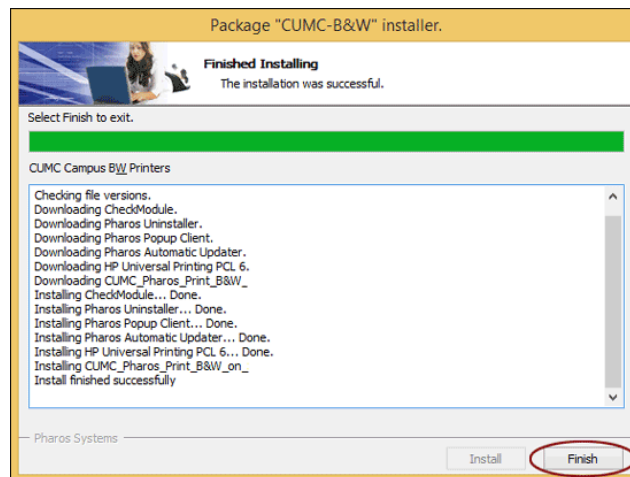 Package "CUMC-B&W" installer.
Finished Installing
The installation was successful.
Select Finish to exit.
CUMC Campus BW Printers
Checking file versions.
Downloading CheckModule.
Downloading Pharos Uninstaller.
Downloading Pharos Popup Client.
Downloading Pharos Automatic Updater.
Downloading HP Universal Printing PCL 6.
Downloading CUMC_Pharos_Print_B&W_
Installing CheckModule... Done.
Installing Pharos Uninstaller... Done.
Installing Pharos Popup Client... Done.
Installing Pharos Automatic Updater... Done.
Installing HP Universal Printing PCL 6... Done.
Installing CUMC_Pharos_Print_B&W_on_
Install finished successfully
Pharos Systems
Install Finish